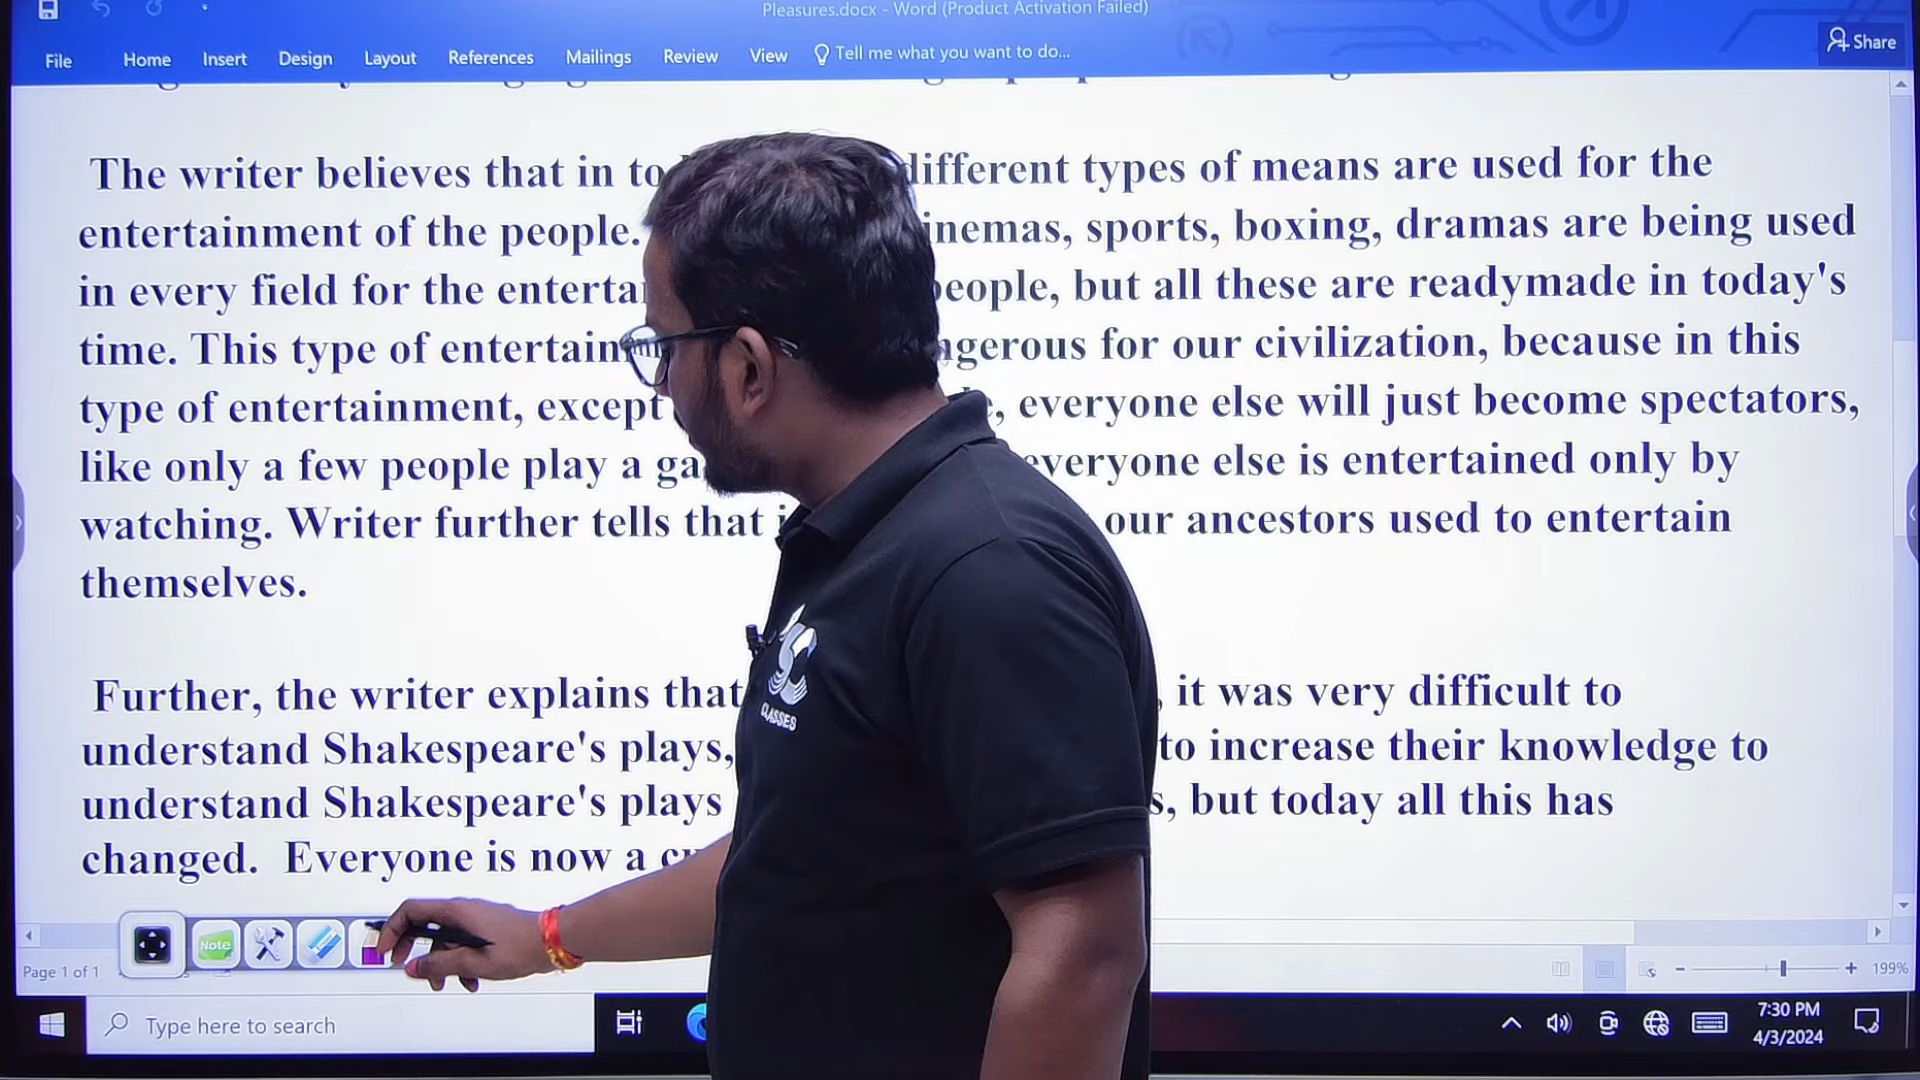 Pleasures.docx - Word (Product Activation Failed)
File Home Insert Design Layout References Mailings Review View Tell me what you want to do... Share
The writer believes that in different types of means are used for the
entertainment of the people. sports, boxing, dramas are being used
in every field for the people, but all these are readymade in today's
time. This type of for our civilization, because in this
type of entertainment, except everyone else will just become spectators,
like only a few people play a everyone else is entertained only by
watching. Writer further tells that our ancestors used to entertain
themselves.
Further, the writer explains that it was very difficult to
understand Shakespeare's plays, to increase their knowledge to
understand Shakespeare's plays but today all this has
changed. Everyone is now a
SC
CLASSES
Note
Page 1 of 1
199%
Type here to search
7:30 PM
4/3/2024